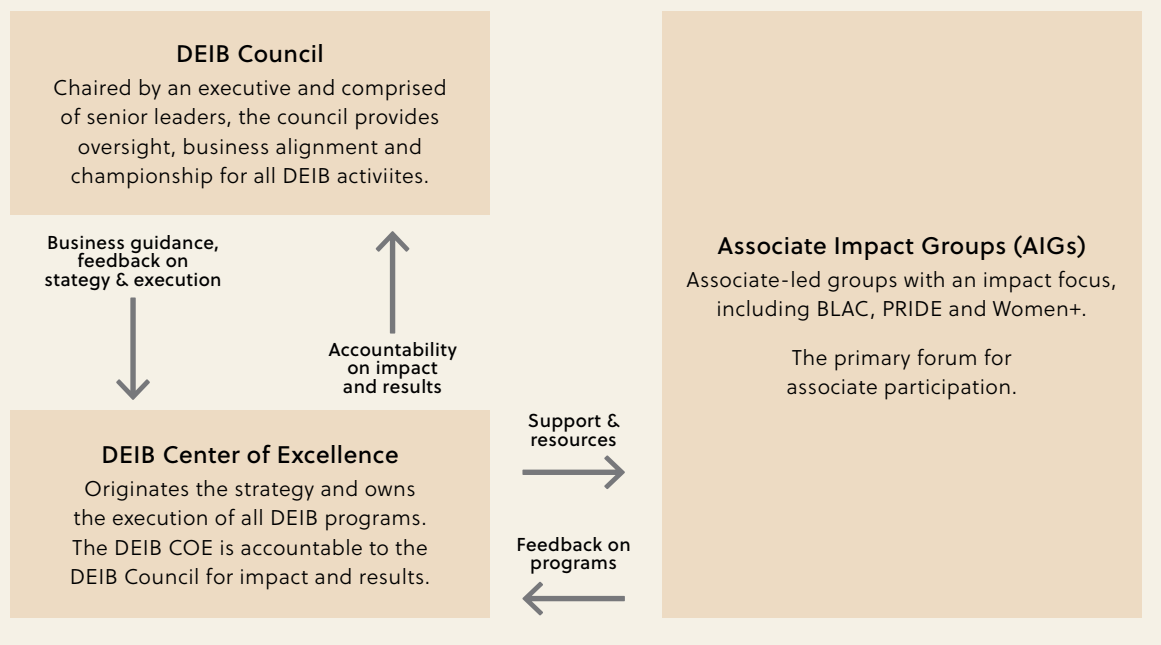 DEIB Council
Chaired by an executive and comprised
of senior leaders, the council provides
oversight, business alignment and
championship for all DEIB activiites.
Business guidance,
feedback on
stategy & execution
Accountability
on impact
and results
DEIB Center of Excellence
Originates the strategy and owns
the execution of all DEIB programs.
The DEIB COE is accountable to the
DEIB Council for impact and results.
Support &
resources
Feedback on
programs
Associate Impact Groups (AIGs)
Associate-led groups with an impact focus,
including BLAC, PRIDE and Women+.
The primary forum for
associate participation.